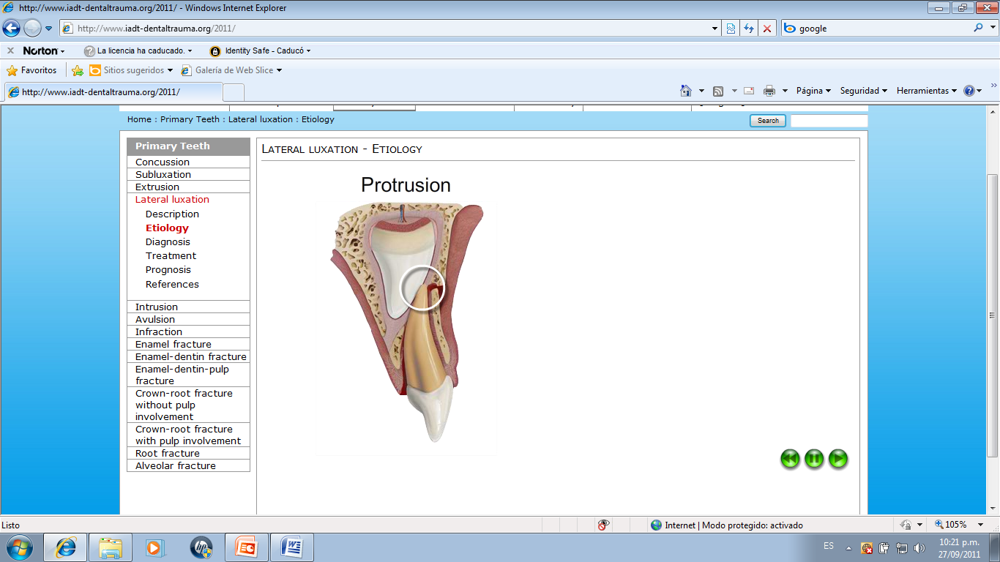 http://www.iadt-dentaltrauma.org/2011/ - Windows Internet Explorer
http://www.iadt-dentaltrauma.org/2011/
google
Norton
La licencia ha caducado.
Identity Safe - Caducó
Favoritos
Sitios sugeridos
Galería de Web Slice
http://www.iadt-dentaltrauma.org/2011/
Página
Seguridad
Herramientas
Home : Primary Teeth : Lateral luxation : Etiology
Search
Primary Teeth
Concussion
Subluxation
Extrusion
Lateral luxation
Description
Etiology
Diagnosis
Treatment
Prognosis
References
Intrusion
Avulsion
Infraction
Enamel fracture
Enamel-dentin fracture
Enamel-dentin-pulp
fracture
Crown-root fracture
without pulp
involvement
Crown-root fracture
with pulp involvement
Root fracture
Alveolar fracture
Lateral luxation - Etiology
Protrusion
Listo
Internet | Modo protegido: activado
105%
ES
10:21 p.m.
27/09/2011